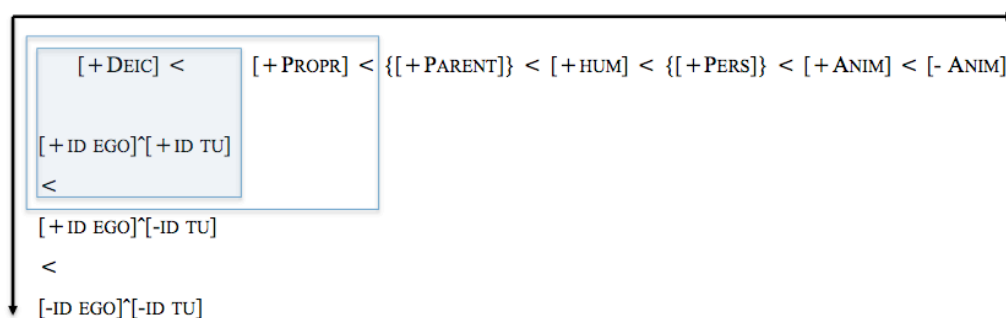 [+DEIC] < [+PROPR] < {[+PARENT]} < [+HUM] < {[+PERS]} < [+ANIM] < [- ANIM]
[+ID EGO]^[+ID TU]
<
[+ID EGO]^[-ID TU]
<
[-ID EGO]^[-ID TU]